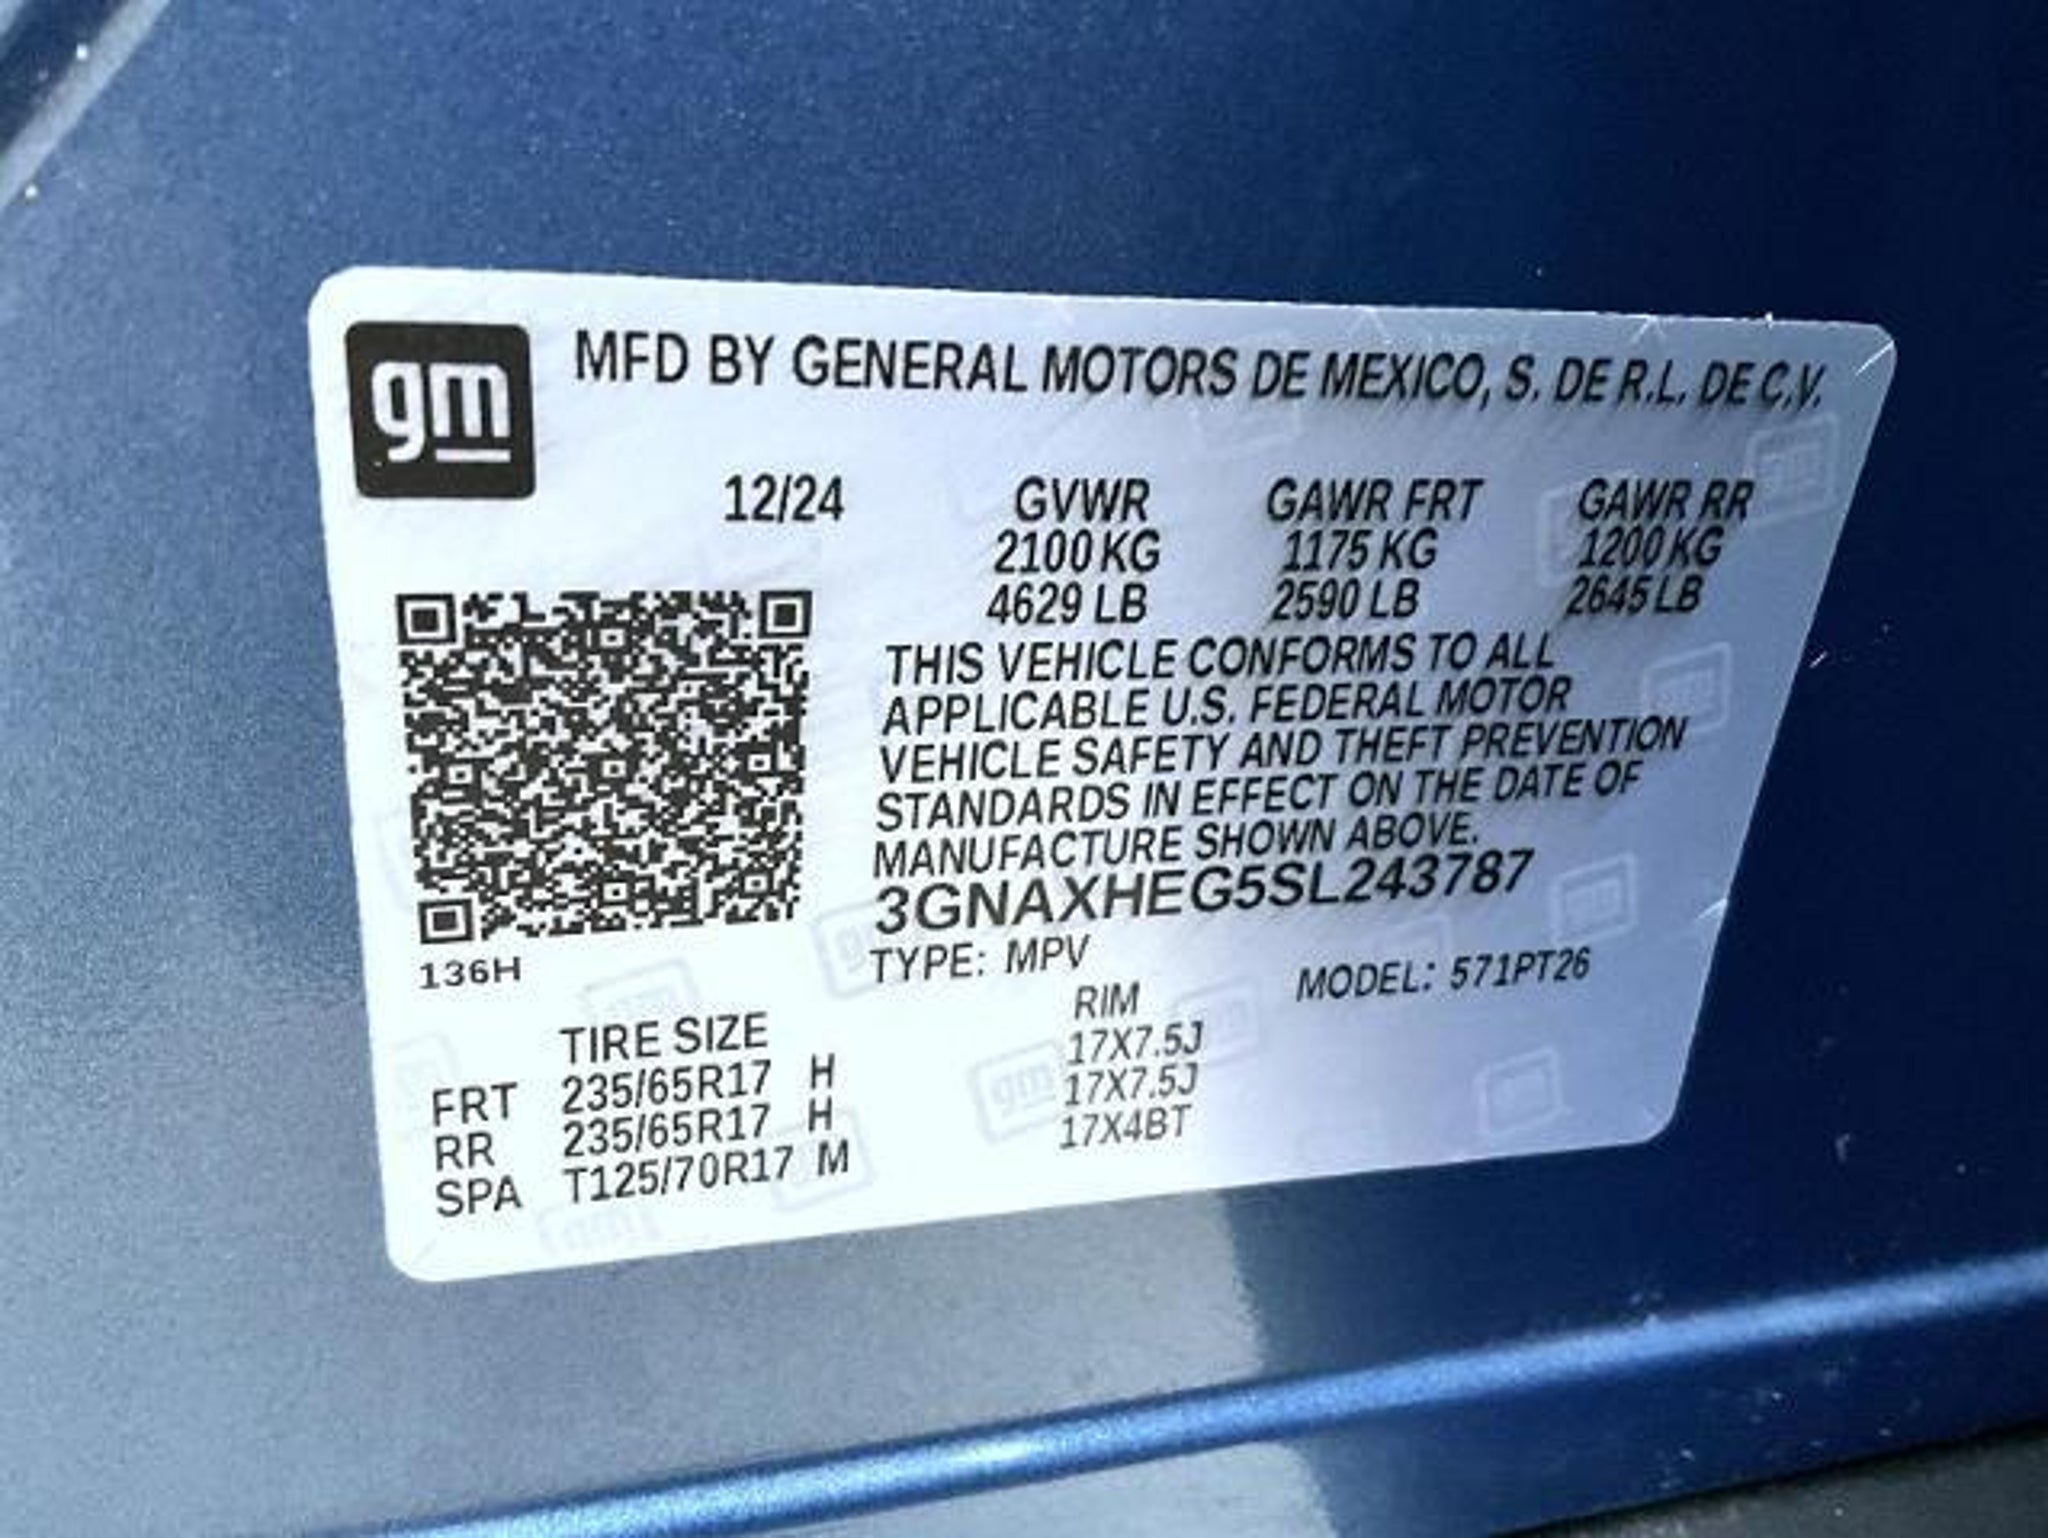 gm
MFD BY GENERAL MOTORS DE MEXICO, S. DE R.L. DE C.V.
12/24 GVWR GAWR FRT GAWR RR
2100 KG 1175 KG 1200 KG
4629 LB 2590 LB 2645 LB
THIS VEHICLE CONFORMS TO ALL
APPLICABLE U.S. FEDERAL MOTOR
VEHICLE SAFETY AND THEFT PREVENTION
STANDARDS IN EFFECT ON THE DATE OF
MANUFACTURE SHOWN ABOVE.
3GNAXHEG5SL243787
136H
TYPE: MPV MODEL: 571PT26
TIRE SIZE RIM
FRT 235/65R17 H 17X7.5J
RR 235/65R17 H 17X7.5J
SPA T125/70R17 M 17X4BT